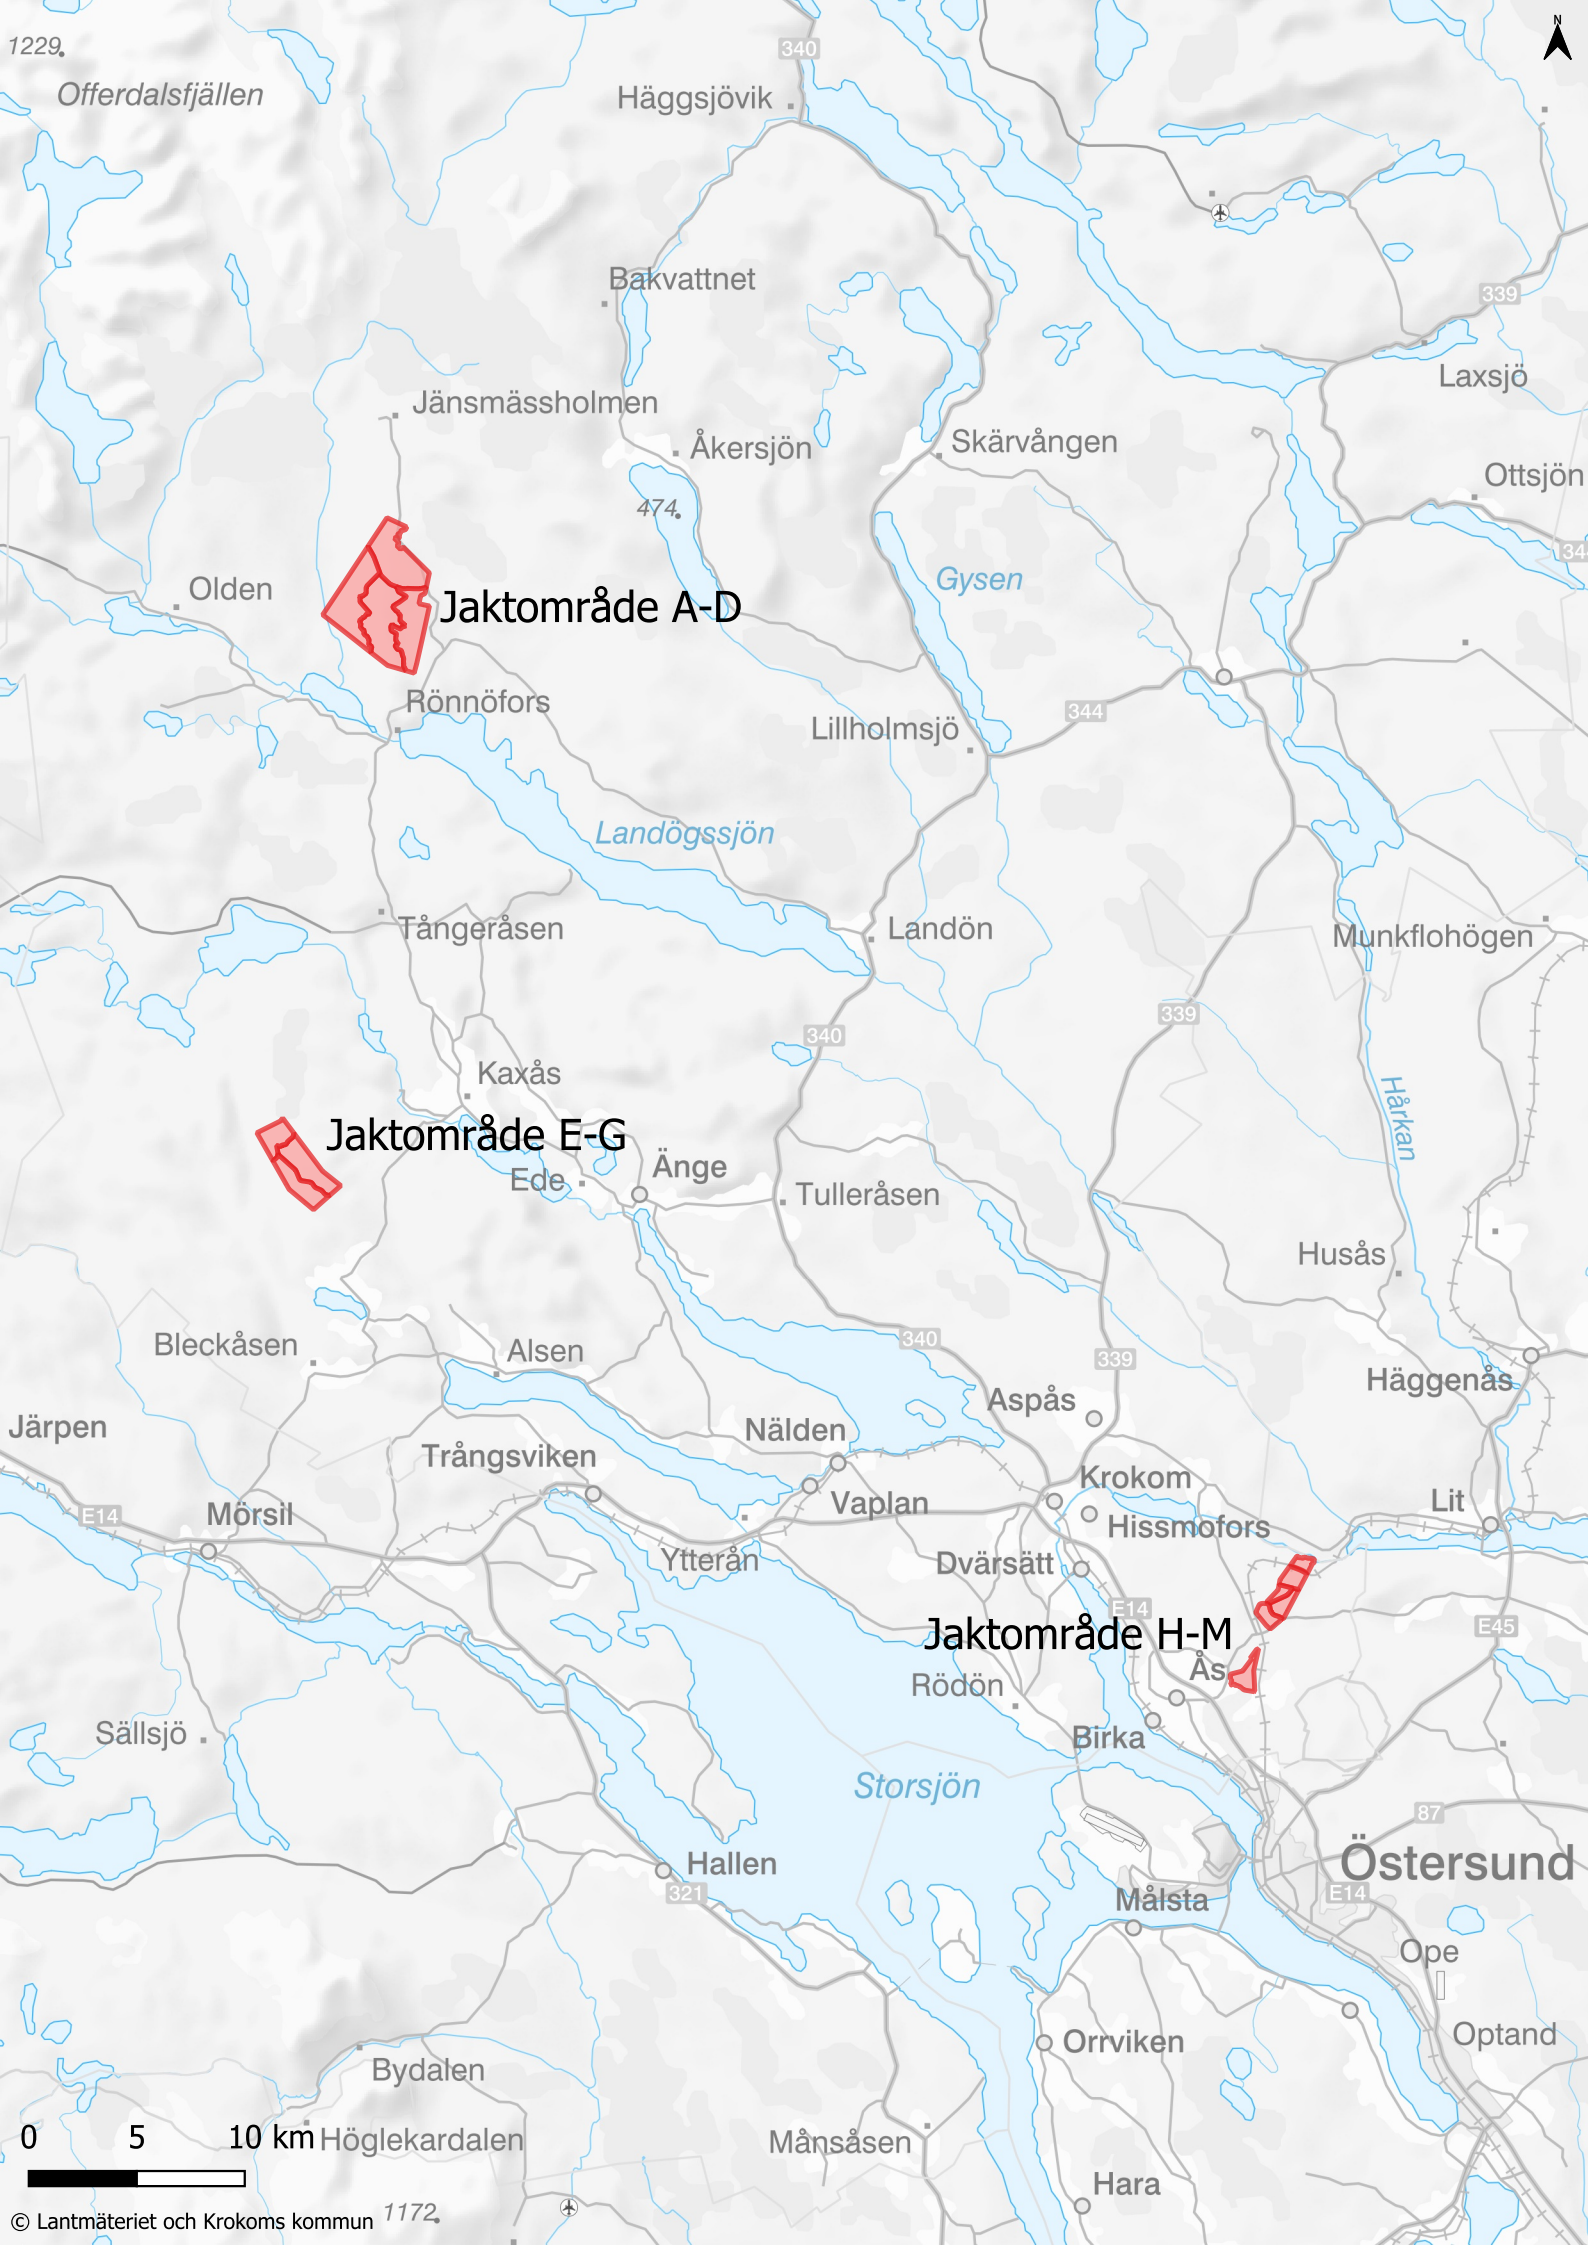 N
1229
340
Offerdalsfjällen
Häggsjövik
Bakvattnet
339
Laxsjö
Jänsmässholmen
Åkersjön
Skärvången
Ottsjön
474
Gysen
Olden
Jaktområde A-D
Rönnöfors
344
Lillholmsjö
Landögssjön
Tångeråsen
Landön
Munkflohögen
339
340
Kaxås
Hårkan
Jaktområde E-G
Änge
Ede
Tulleråsen
Husås
340
Bleckåsen
Alsen
339
Häggenås
Aspås
Järpen
Nälden
Trångsviken
Krokom
Lit
E14
Mörsil
Vaplan
Hissmofors
Ytterån
Dvärsätt
E14
E45
Jaktområde H-M
Ås
Rödön
Sällsjö
Birka
Storsjön
87
Östersund
Hallen
321
E14
Målsta
Ope
Optand
Orrviken
Bydalen
0 5 10 km
Höglekardalen
Månsåsen
Hara
1172
© Lantmäteriet och Krokoms kommun